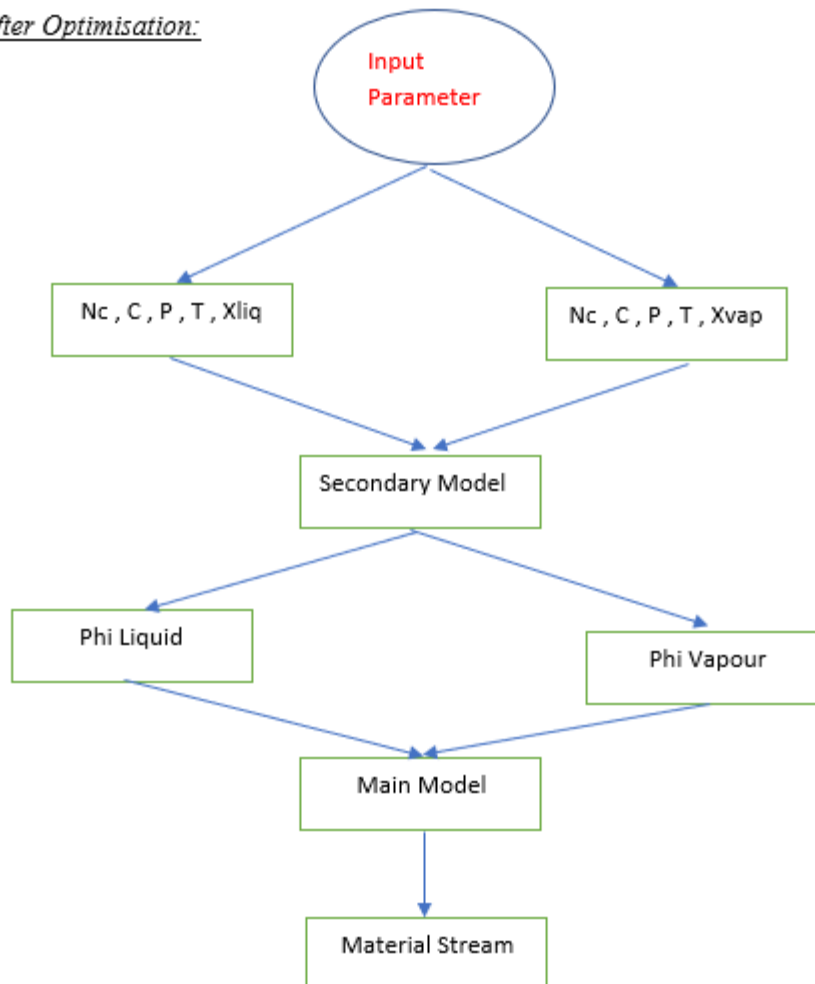 fter Optimisation:
Input
Parameter
Nc , C , P , T , Xliq
Nc , C , P , T , Xvap
Secondary Model
Phi Liquid
Phi Vapour
Main Model
Material Stream